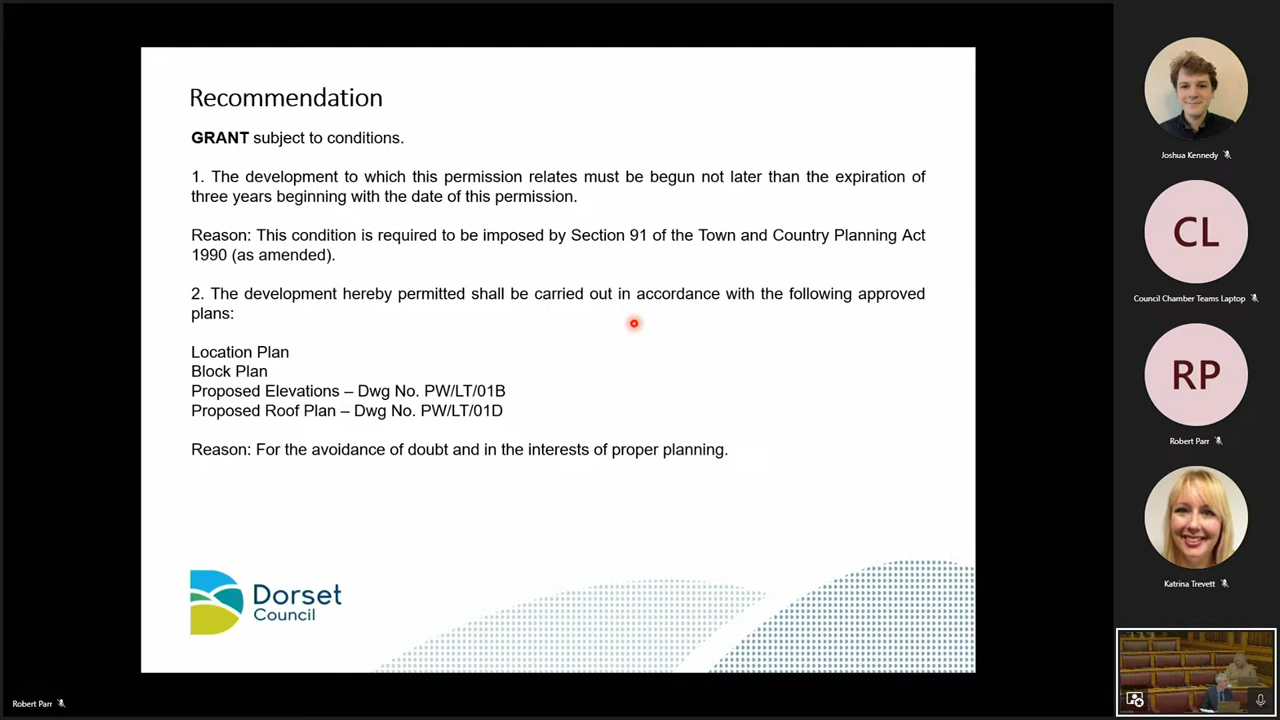 Recommendation
GRANT subject to conditions.
1. The development to which this permission relates must be begun not later than the expiration of
three years beginning with the date of this permission.
Reason: This condition is required to be imposed by Section 91 of the Town and Country Planning Act
1990 (as amended).
2. The development hereby permitted shall be carried out in accordance with the following approved
plans:
Location Plan
Block Plan
Proposed Elevations – Dwg No. PW/LT/01B
Proposed Roof Plan – Dwg No. PW/LT/01D
Reason: For the avoidance of doubt and in the interests of proper planning.
Dorset
Council
Joshua Kennedy
CL
Council Chamber Teams Laptop
RP
Robert Parr
Katrina Trevett
Robert Parr